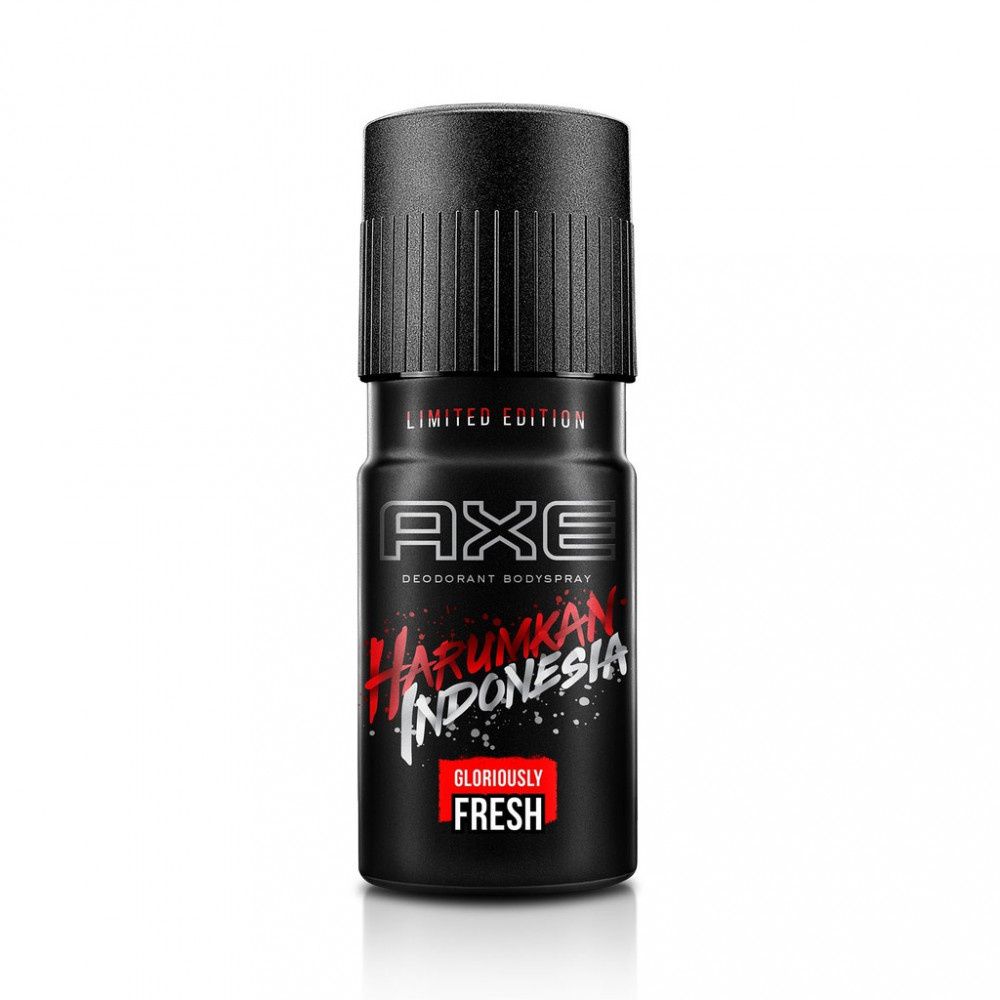 LIMITED EDITION
AXE
DEODORANT BODYSPRAY
HARUMKAN
INDONESIA
GLORIOUSLY
FRESH